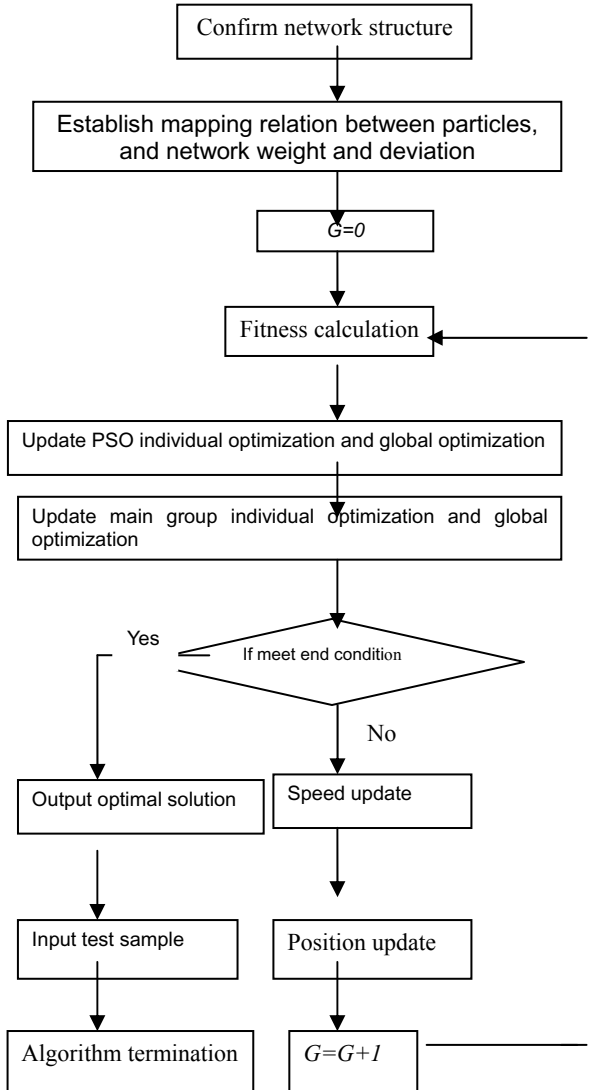 Confirm network structure
Establish mapping relation between particles,
and network weight and deviation
G=0
Fitness calculation
Update PSO individual optimization and global optimization
Update main group individual optimization and global
optimization
Yes
If meet end condition
No
Output optimal solution
Speed update
Input test sample
Position update
Algorithm termination
G=G+1